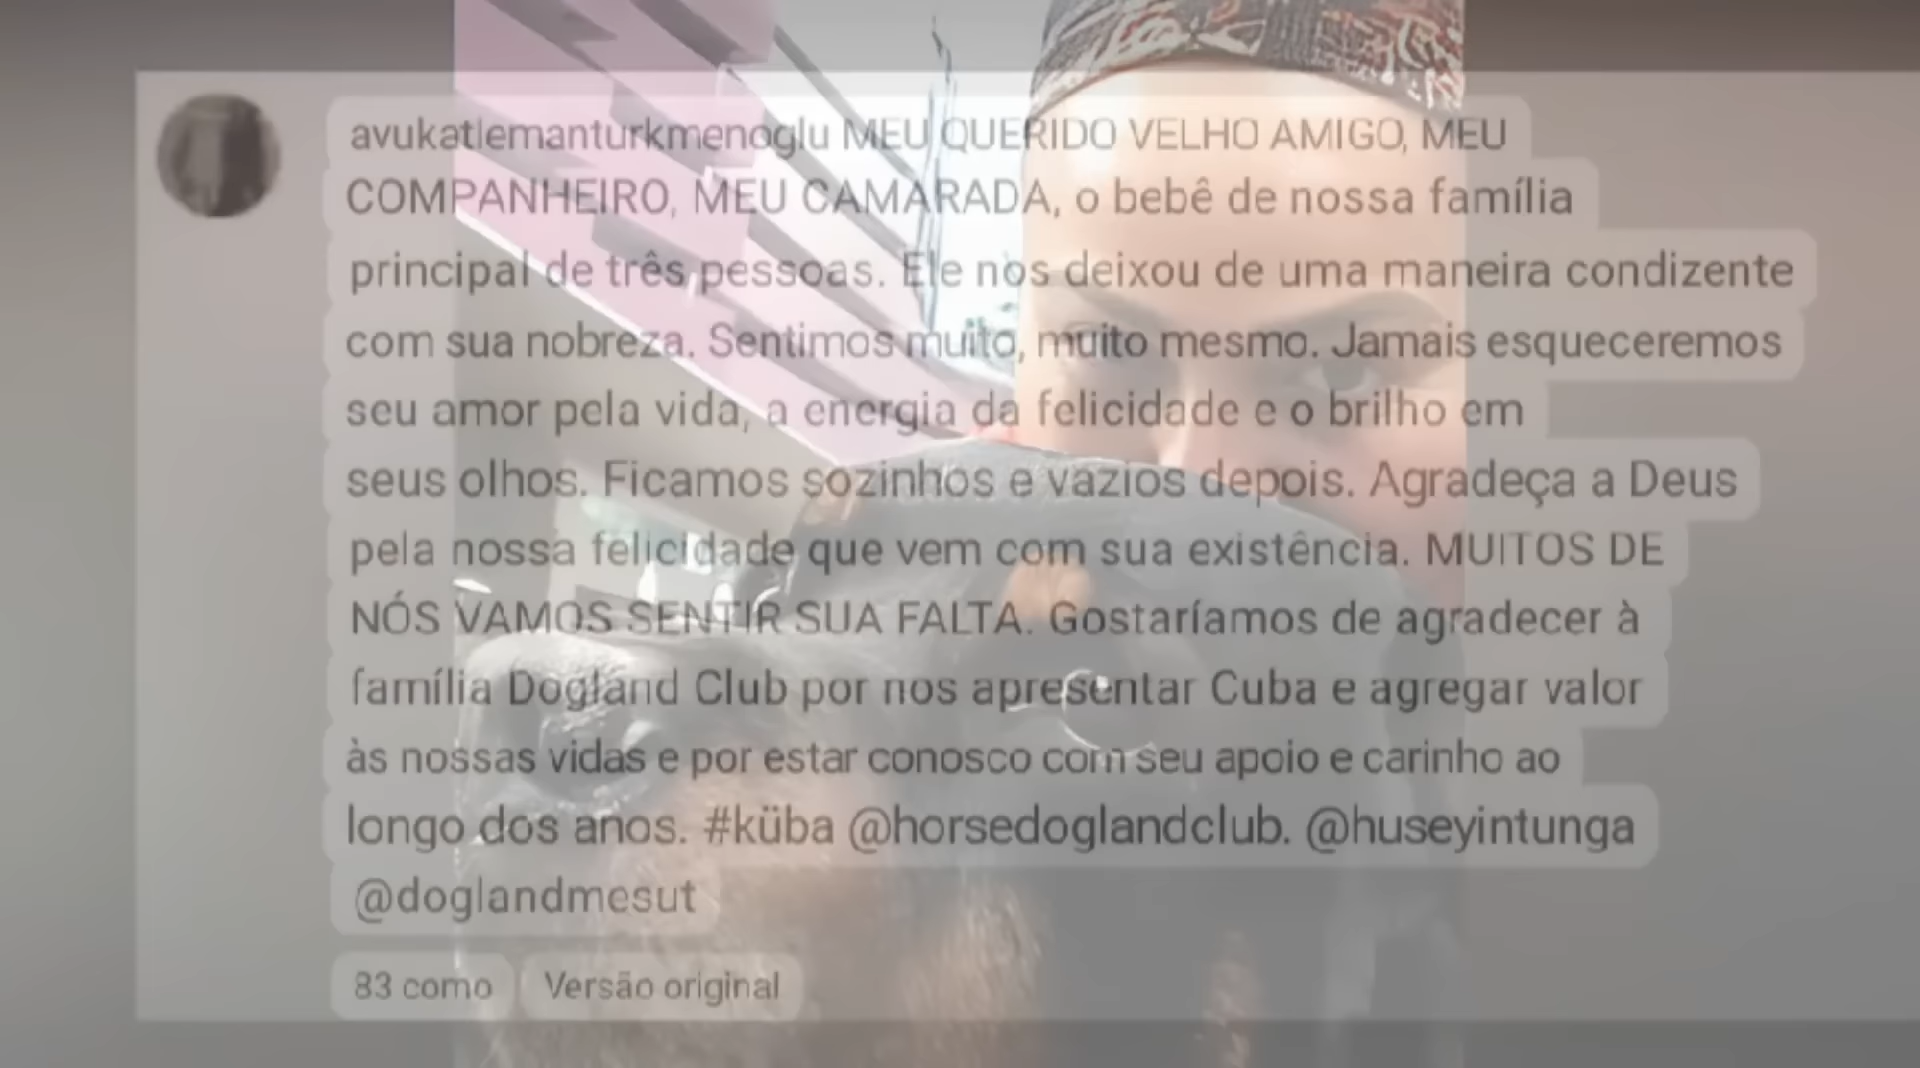 avukatlemanturkmenoglu MEU QUERIDO VELHO AMIGO, MEU
COMPANHEIRO, MEU CAMARADA, o bebê de nossa família
principal de três pessoas. Ele nos deixou de uma maneira condizente
com sua nobreza. Sentimos muito, muito mesmo. Jamais esqueceremos
seu amor pela vida, a energia da felicidade e o brilho em
seus olhos. Ficamos sozinhos e vazios depois. Agradeça a Deus
pela nossa felicidade que vem com sua existência. MUITOS DE
NÓS VAMOS SENTIR SUA FALTA. Gostaríamos de agradecer à
família Dogland Club por nos apresentar Cuba e agregar valor
às nossas vidas e por estar conosco com seu apoio e carinho ao
longo dos anos. #küba @horsedoglandclub. @huseyintunga
@doglandmesut
83 como Versão original